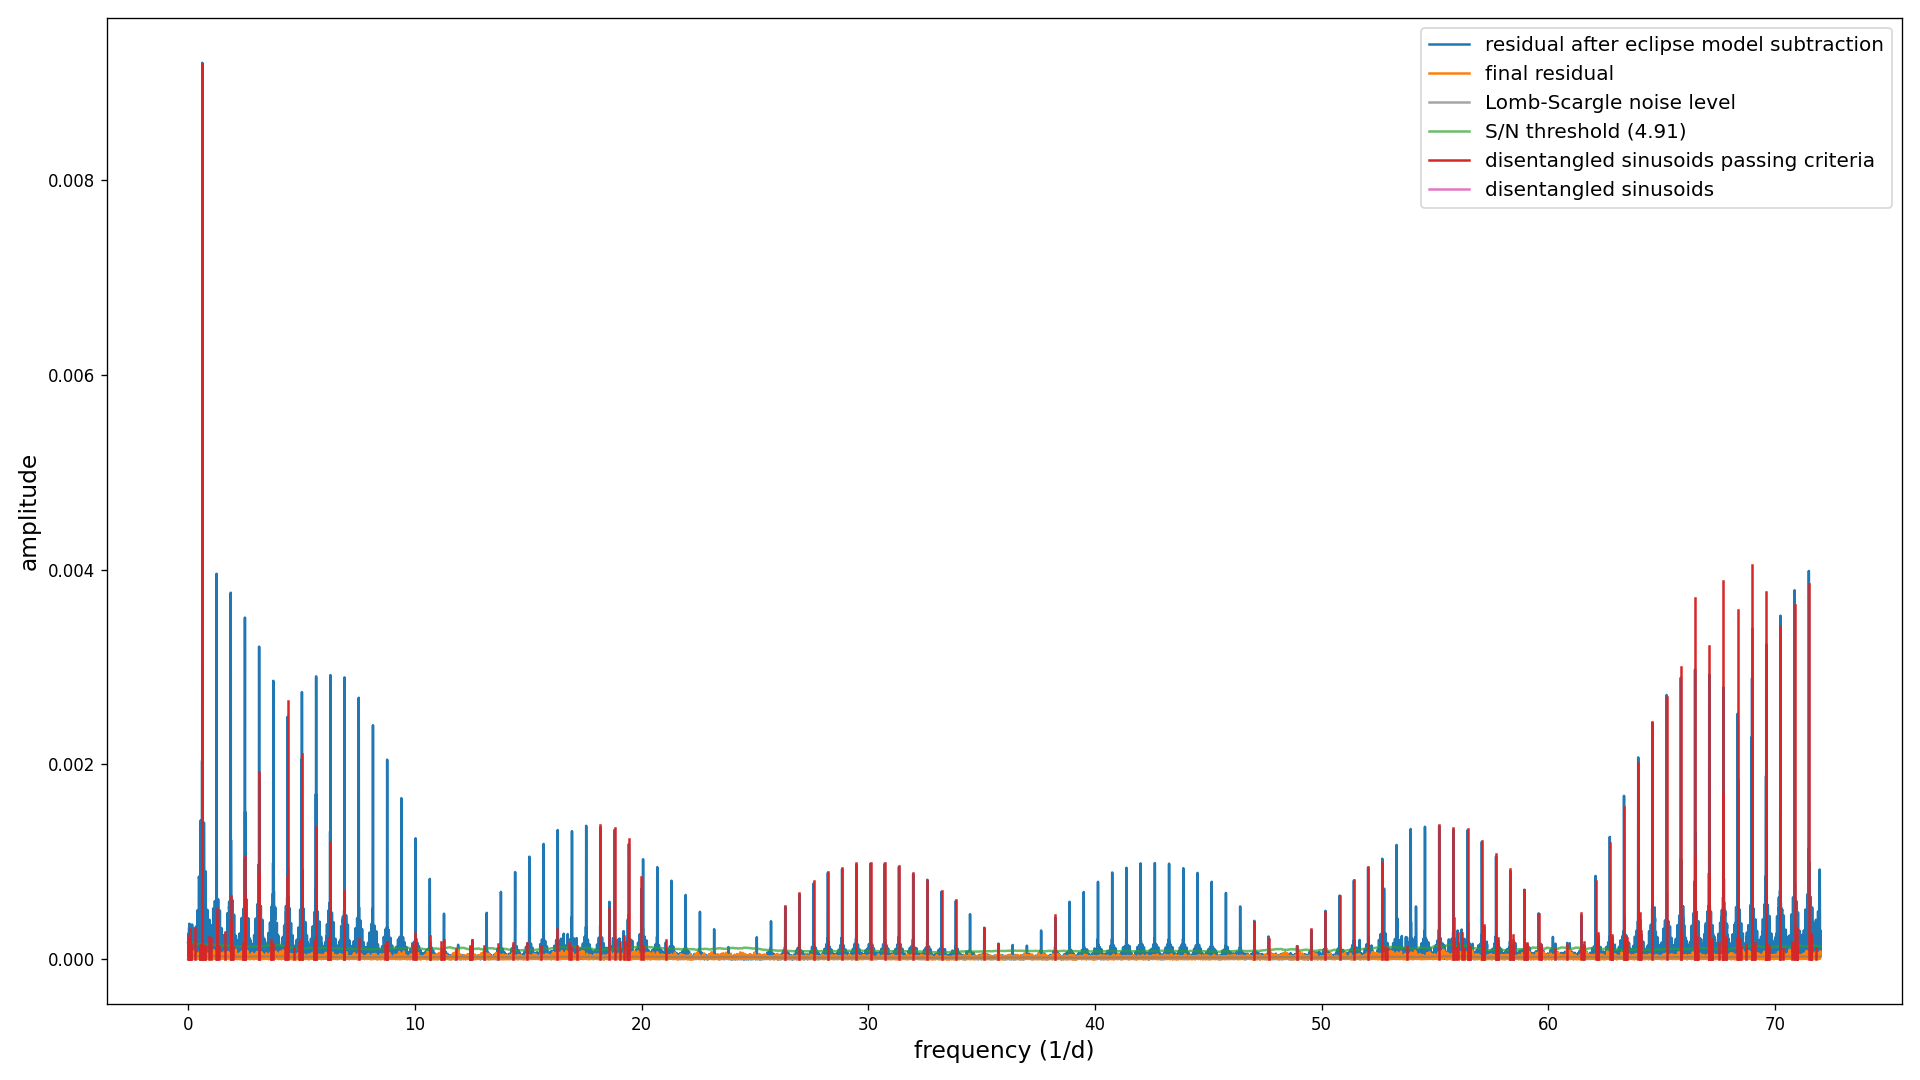 residual after eclipse model subtraction
final residual
Lomb-Scargle noise level
S/N threshold (4.91)
disentangled sinusoids passing criteria
disentangled sinusoids
amplitude
0.008
0.006
0.004
0.002
0.000
0 10 20 30 40 50 60 70
frequency (1/d)